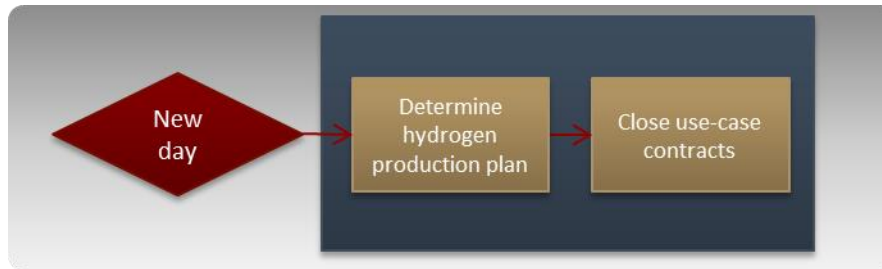 New
day
Determine
hydrogen
production plan
Close use-case
contracts